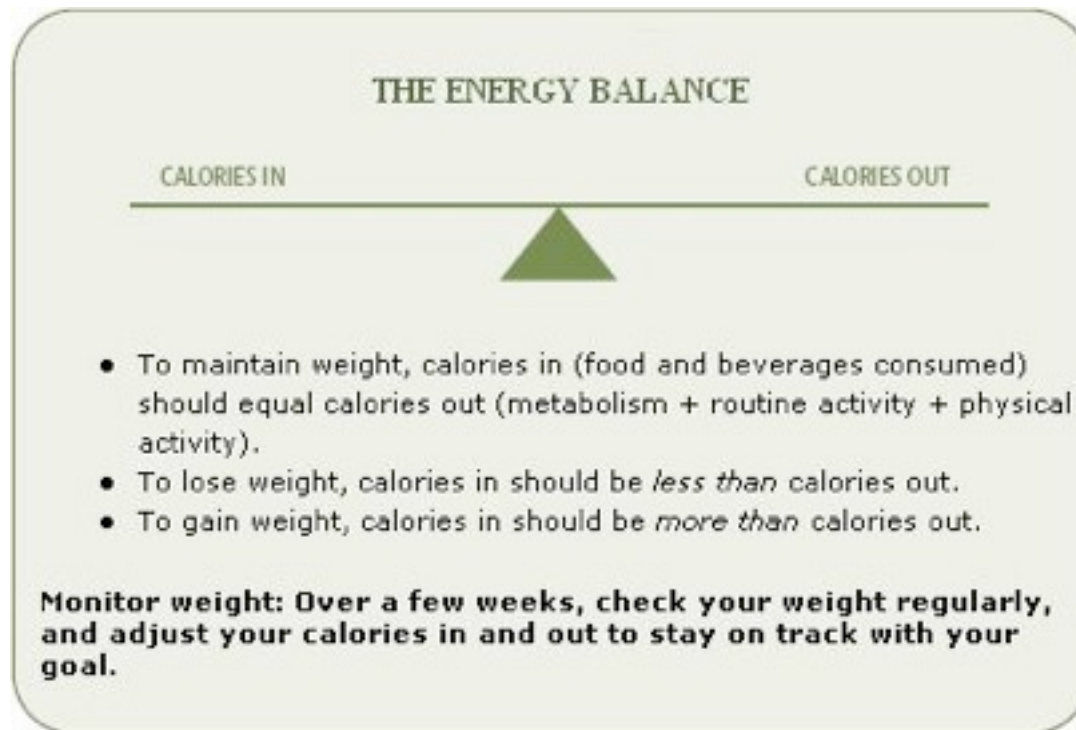 THE ENERGY BALANCE
CALORIES IN
CALORIES OUT
● To maintain weight, calories in (food and beverages consumed)
should equal calories out (metabolism + routine activity + physical
activity).
● To lose weight, calories in should be less than calories out.
● To gain weight, calories in should be more than calories out.
Monitor weight: Over a few weeks, check your weight regularly,
and adjust your calories in and out to stay on track with your
goal.